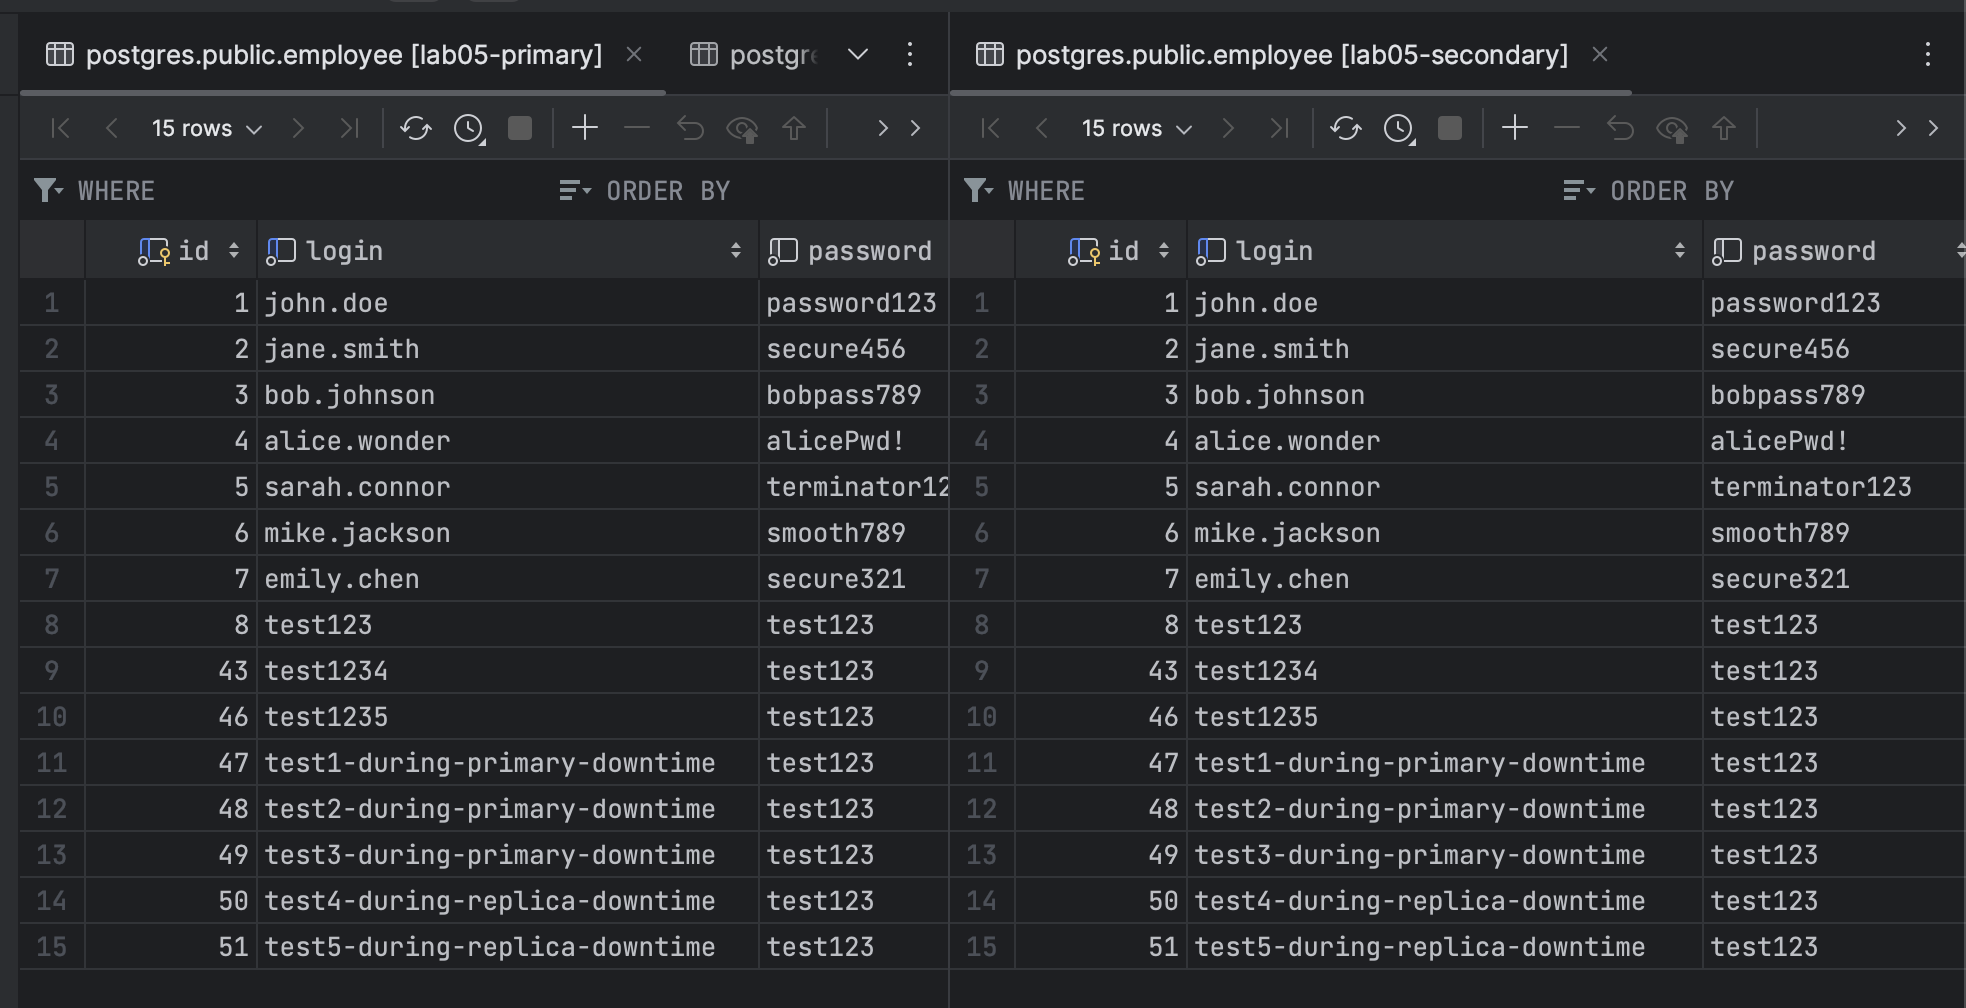 postgres.public.employee [lab05-primary]
postgre
15 rows
WHERE
ORDER BY
id login password
1 1 john.doe password123
2 2 jane.smith secure456
3 3 bob.johnson bobpass789
4 4 alice.wonder alicePwd!
5 5 sarah.connor terminator12
6 6 mike.jackson smooth789
7 7 emily.chen secure321
8 8 test123 test123
9 43 test1234 test123
10 46 test1235 test123
11 47 test1-during-primary-downtime test123
12 48 test2-during-primary-downtime test123
13 49 test3-during-primary-downtime test123
14 50 test4-during-replica-downtime test123
15 51 test5-during-replica-downtime test123
postgres.public.employee [lab05-secondary]
15 rows
WHERE
ORDER BY
id login password
1 1 john.doe password123
2 2 jane.smith secure456
3 3 bob.johnson bobpass789
4 4 alice.wonder alicePwd!
5 5 sarah.connor terminator123
6 6 mike.jackson smooth789
7 7 emily.chen secure321
8 8 test123 test123
9 43 test1234 test123
10 46 test1235 test123
11 47 test1-during-primary-downtime test123
12 48 test2-during-primary-downtime test123
13 49 test3-during-primary-downtime test123
14 50 test4-during-replica-downtime test123
15 51 test5-during-replica-downtime test123